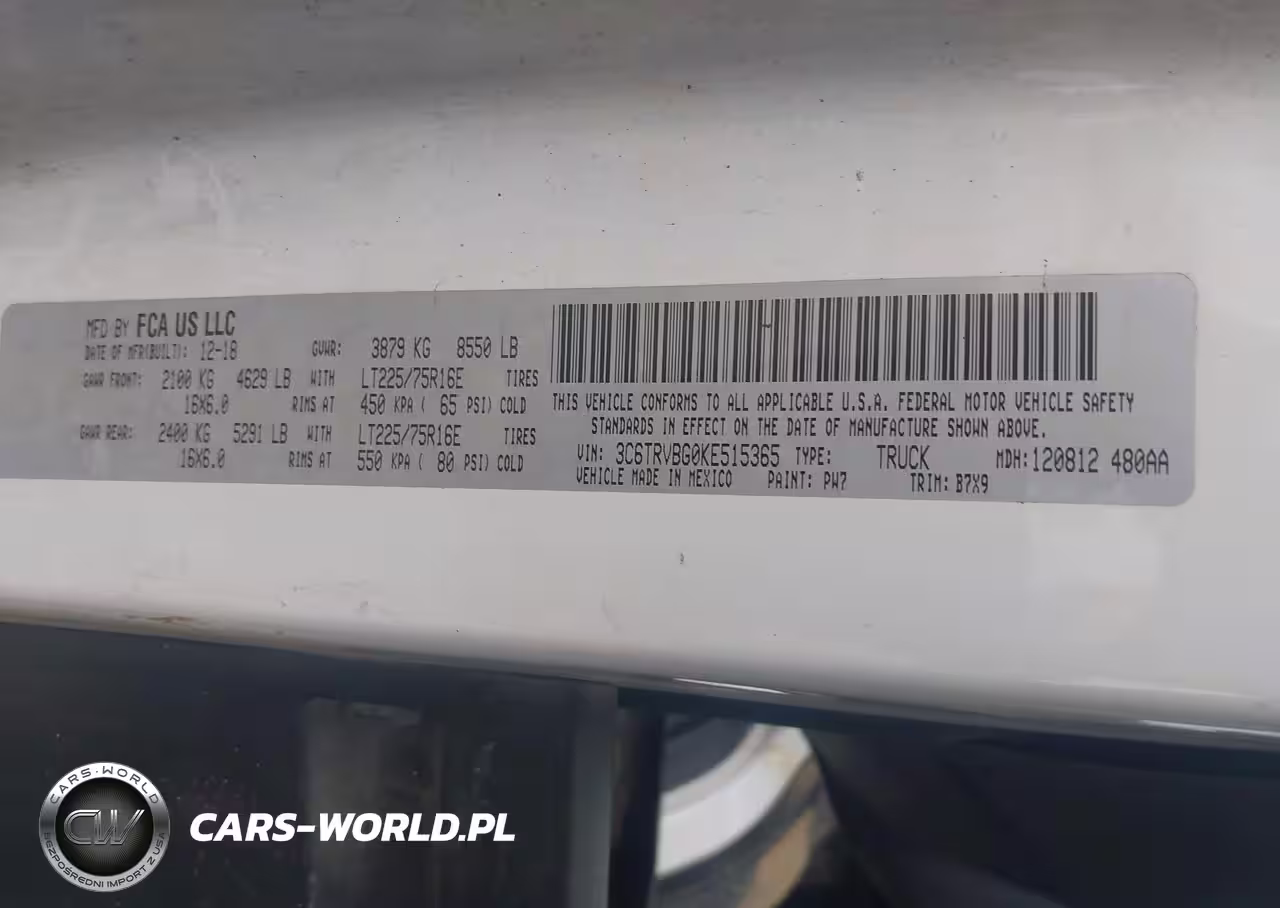 MFD BY FCA US LLC
DATE OF MFR(BUILT): 12-18 GVWR: 3879 KG 8550 LB
GAWR FRONT: 2100 KG 4629 LB WITH LT225/75R16E TIRES
16X6.0 RIMS AT 450 KPA ( 65 PSI) COLD
GAWR REAR: 2400 KG 5291 LB WITH LT225/75R16E TIRES
16X6.0 RIMS AT 550 KPA ( 80 PSI) COLD
THIS VEHICLE CONFORMS TO ALL APPLICABLE U.S.A. FEDERAL MOTOR VEHICLE SAFETY
STANDARDS IN EFFECT ON THE DATE OF MANUFACTURE SHOWN ABOVE.
VIN: 3C6TRVBG0KE515365 TYPE: TRUCK MDH: 120812 480AA
VEHICLE MADE IN MEXICO PAINT: PW7 TRIM: B7X9
CARS-WORLD
CW
BEZPOŚREDNI IMPORT Z USA
CARS-WORLD.PL